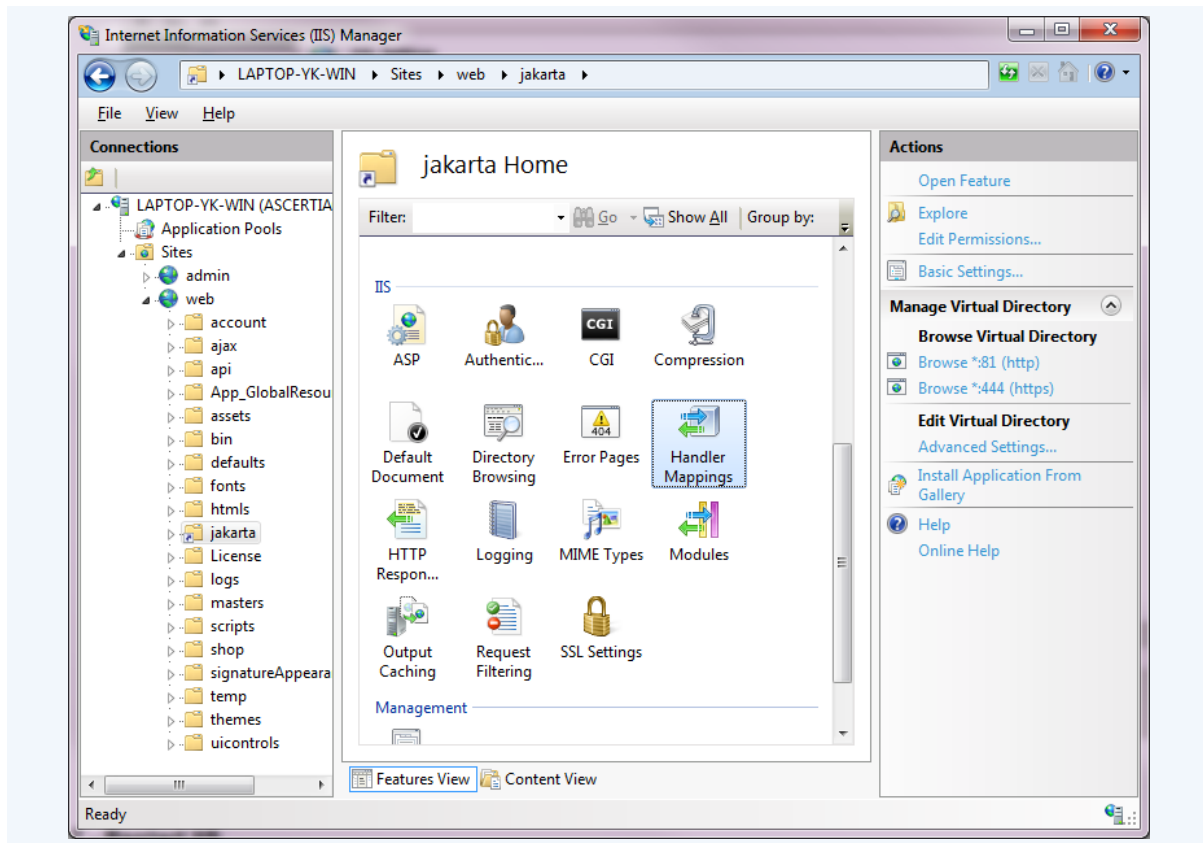 Internet Information Services (IIS) Manager
LAPTOP-YK-WIN Sites web jakarta
File View Help
Connections
LAPTOP-YK-WIN (ASCERTIA
Application Pools
Sites
admin
web
account
ajax
api
App_GlobalResou
assets
bin
defaults
fonts
htmls
jakarta
License
logs
masters
scripts
shop
signatureAppeara
temp
themes
uicontrols
jakarta Home
Filter: Go Show All Group by:
IIS
ASP
Authentic...
CGI
CGI
Compression
Default
Document
Directory
Browsing
404
Error Pages
Handler
Mappings
HTTP
Respon...
Logging
MIME Types
Modules
Output
Caching
Request
Filtering
SSL Settings
Management
Features View Content View
Actions
Open Feature
Explore
Edit Permissions...
Basic Settings...
Manage Virtual Directory
Browse Virtual Directory
Browse *:81 (http)
Browse *:444 (https)
Edit Virtual Directory
Advanced Settings...
Install Application From
Gallery
Help
Online Help
Ready